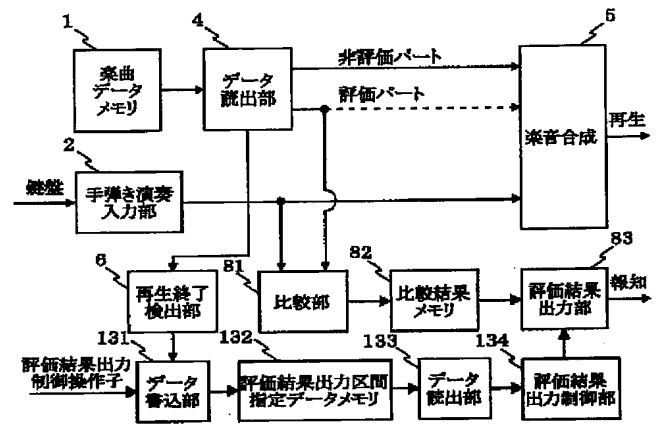 1
4
5
楽曲
データ
メモリ
データ
読出部
非評価パート
評価パート
楽音合成
再生
2
鍵盤
手弾き演奏
入力部
6
81
82
83
再生終了
検出部
比較部
比較結果
メモリ
評価結果
出力部
報知
131
132
133
134
評価結果出力
制御操作子
データ
書込部
評価結果出力区間
指定データメモリ
データ
読出部
評価結果
出力制御部